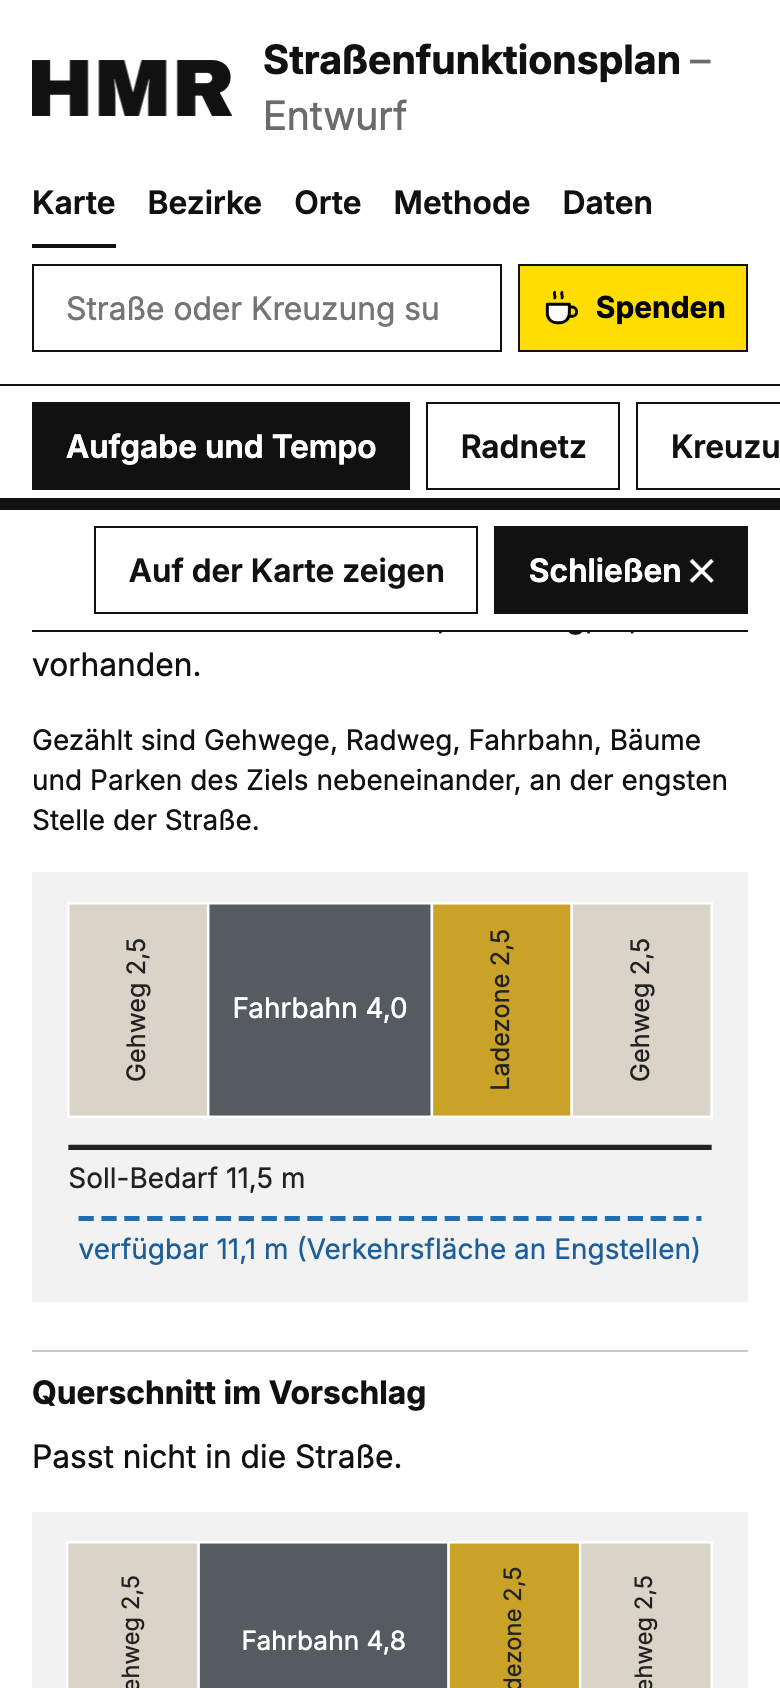 HMR
Straßenfunktionsplan –
Entwurf
Karte Bezirke Orte Methode Daten
Straße oder Kreuzung su
Spenden
Aufgabe und Tempo
Radnetz
Kreuzu
Auf der Karte zeigen
Schließen ×
vorhanden.
Gezählt sind Gehwege, Radweg, Fahrbahn, Bäume
und Parken des Ziels nebeneinander, an der engsten
Stelle der Straße.
Gehweg 2,5
Fahrbahn 4,0
Ladezone 2,5
Gehweg 2,5
Soll-Bedarf 11,5 m
verfügbar 11,1 m (Verkehrsfläche an Engstellen)
Querschnitt im Vorschlag
Passt nicht in die Straße.
ehweg 2,5
Fahrbahn 4,8
dezone 2,5
ehweg 2,5